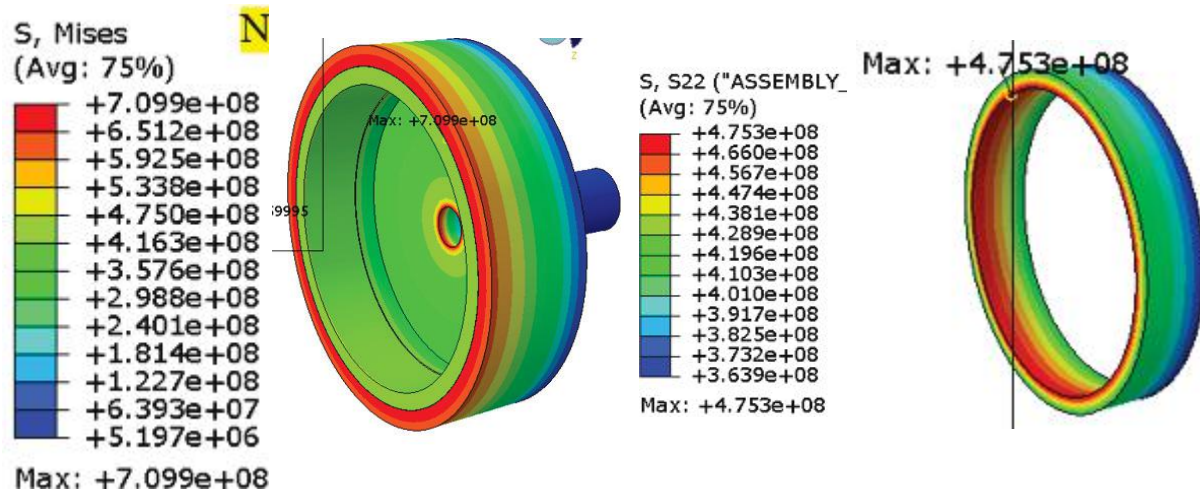 S, Mises
(Avg: 75%)
+7.099e+08
+6.512e+08
+5.925e+08
+5.338e+08
+4.750e+08
+4.163e+08
+3.576e+08
+2.988e+08
+2.401e+08
+1.814e+08
+1.227e+08
+6.393e+07
+5.197e+06
Max: +7.099e+08
N
Max: +7.099e+08
59995
z
S, S22 ("ASSEMBLY_
(Avg: 75%)
+4.753e+08
+4.660e+08
+4.567e+08
+4.474e+08
+4.381e+08
+4.289e+08
+4.196e+08
+4.103e+08
+4.010e+08
+3.917e+08
+3.825e+08
+3.732e+08
+3.639e+08
Max: +4.753e+08
Max: +4.753e+08